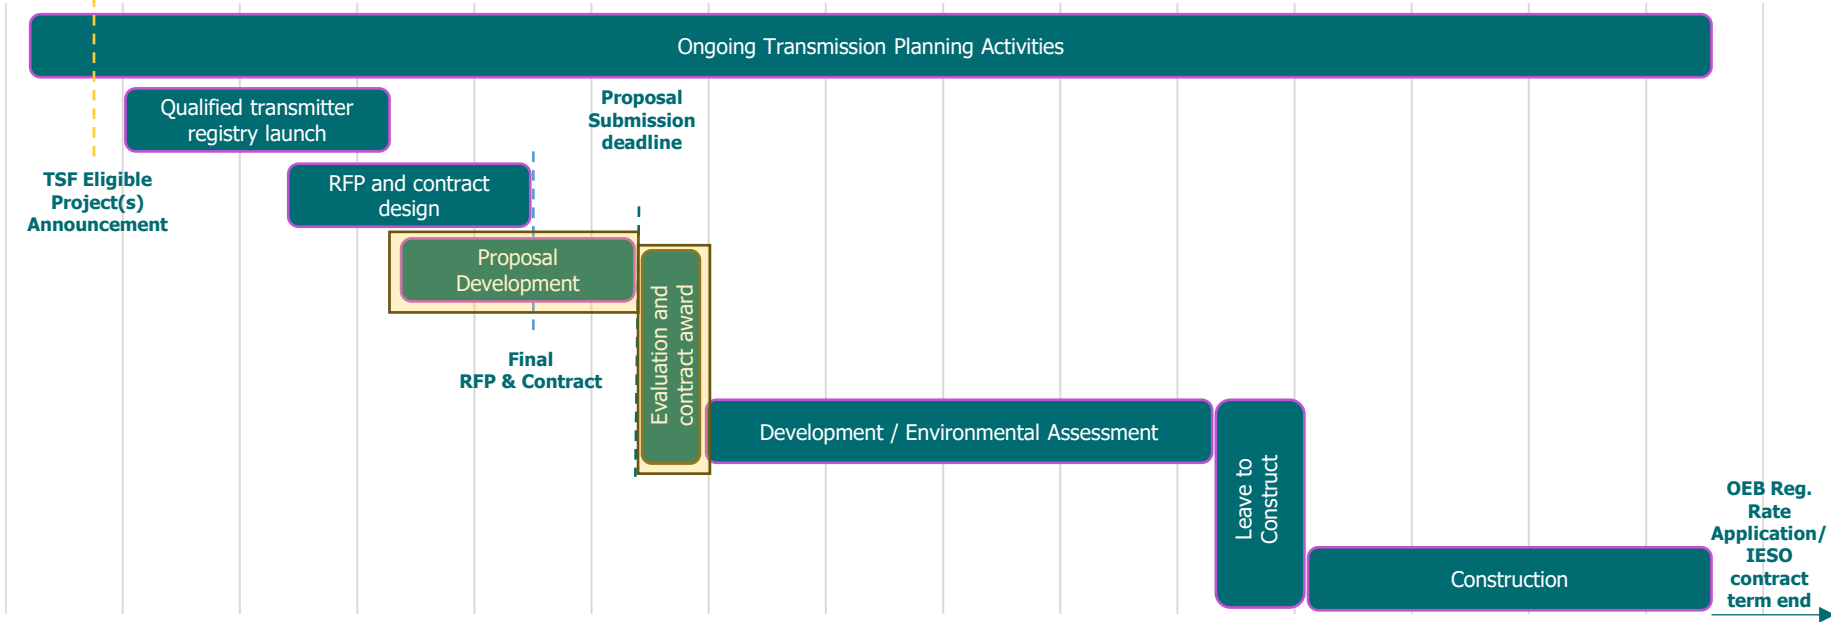 Ongoing Transmission Planning Activities
Qualified transmitter
registry launch
Proposal
Submission
deadline
TSF Eligible
Project(s)
Announcement
RFP and contract
design
Proposal
Development
Evaluation and
contract award
Final
RFP & Contract
Development / Environmental Assessment
Leave to
Construct
OEB Reg.
Rate
Application/
IESO
contract
term end
Construction